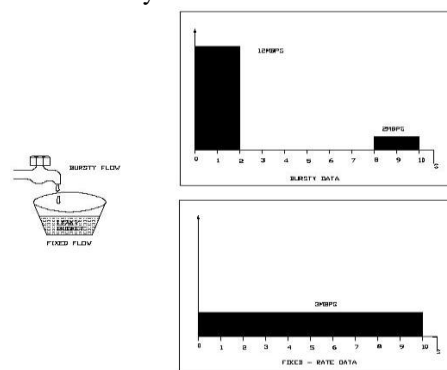 y
BURSTY FLOW
FIXED FLOW
12MBPS
2MBPS
0 1 2 3 4 5 6 7 8 9 10 S
BURSTY DATA
3MBPS
0 1 2 3 4 5 6 7 8 9 10 S
FIXED - RATE DATA